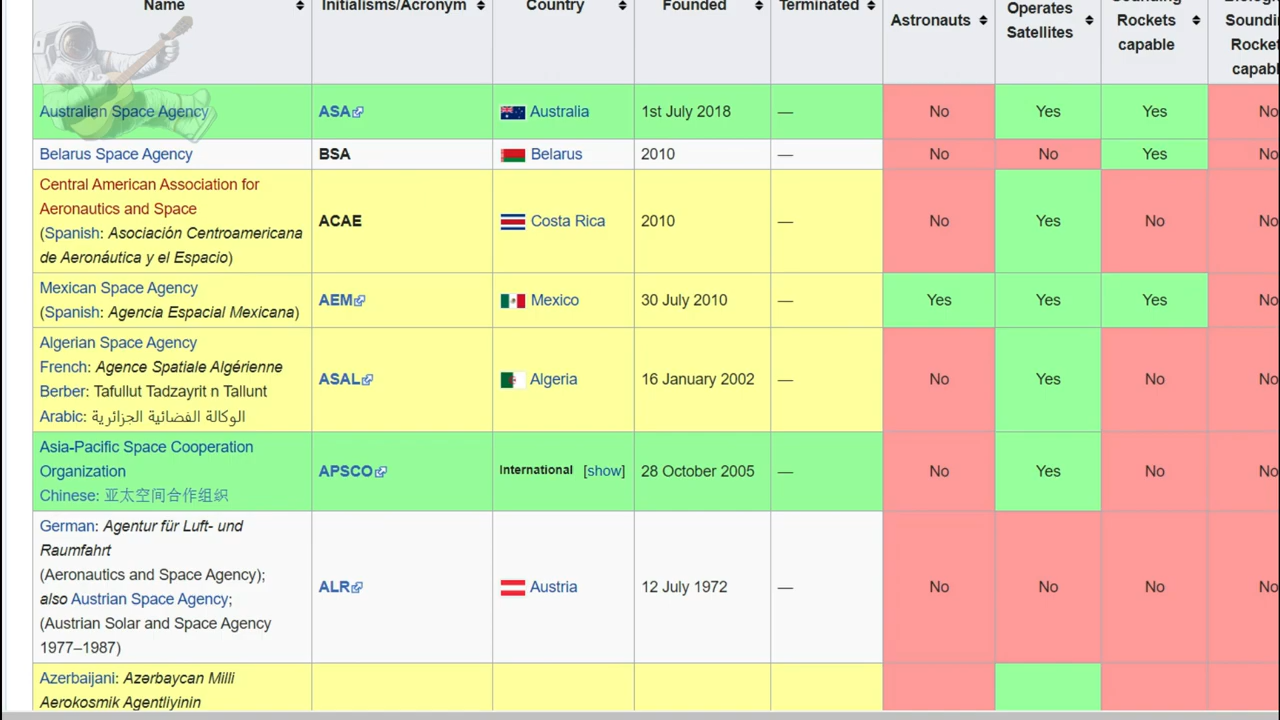 Name
Initialisms/Acronym
Country
Founded
Terminated
Astronauts
Operates
Satellites
Rockets
capable
Australian Space Agency ASA Australia 1st July 2018 — No Yes Yes No
Belarus Space Agency BSA Belarus 2010 — No No Yes No
Central American Association for
Aeronautics and Space
(Spanish: Asociación Centroamericana
de Aeronáutica y el Espacio)
ACAE Costa Rica 2010 — No Yes No No
Mexican Space Agency
(Spanish: Agencia Espacial Mexicana)
AEM Mexico 30 July 2010 — Yes Yes Yes No
Algerian Space Agency
French: Agence Spatiale Algérienne
Berber: Tafullut Tadzayrit n Tallunt
Arabic: الوكالة الفضائية الجزائرية
ASAL Algeria 16 January 2002 — No Yes No No
Asia-Pacific Space Cooperation
Organization
Chinese: 亚太空间合作组织
APSCO International [show] 28 October 2005 — No Yes No No
German: Agentur für Luft- und
Raumfahrt
(Aeronautics and Space Agency);
also Austrian Space Agency;
(Austrian Solar and Space Agency
1977–1987)
ALR Austria 12 July 1972 — No No No No
Azerbaijani: Azərbaycan Milli
Aerokosmik Agentliyinin